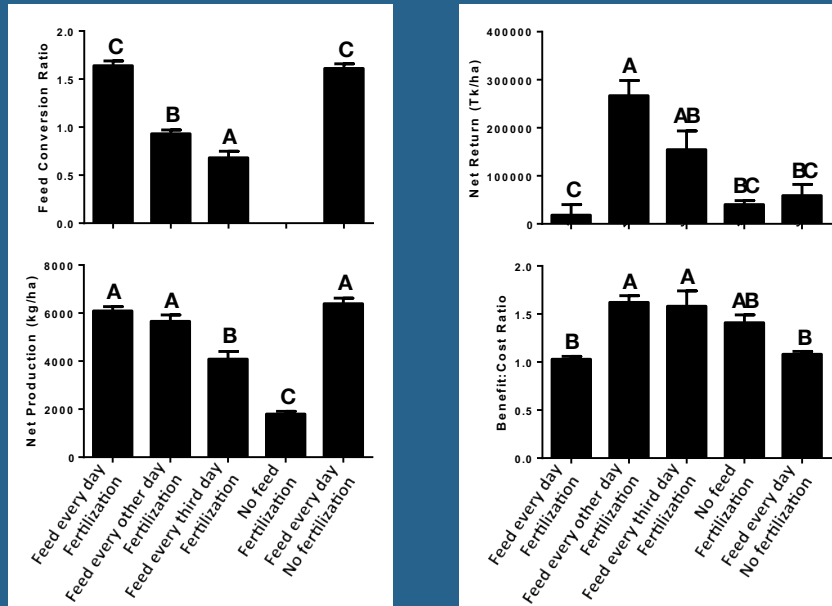 Feed Conversion Ratio
2.0
1.5
1.0
0.5
0.0
C
B
A
C
Net Production (kg/ha)
8000
6000
4000
2000
0
A
A
B
C
A
Feed every day
Fertilization
Feed every other day
Fertilization
Feed every third day
Fertilization
No feed
Fertilization
Feed every day
No fertilization
Net Return (Tk/ha)
400000
300000
200000
100000
0
C
A
AB
BC
BC
Benefit:Cost Ratio
2.0
1.5
1.0
0.5
0.0
B
A
A
AB
B
Feed every day
Fertilization
Feed every other day
Fertilization
Feed every third day
Fertilization
No feed
Fertilization
Feed every day
No fertilization